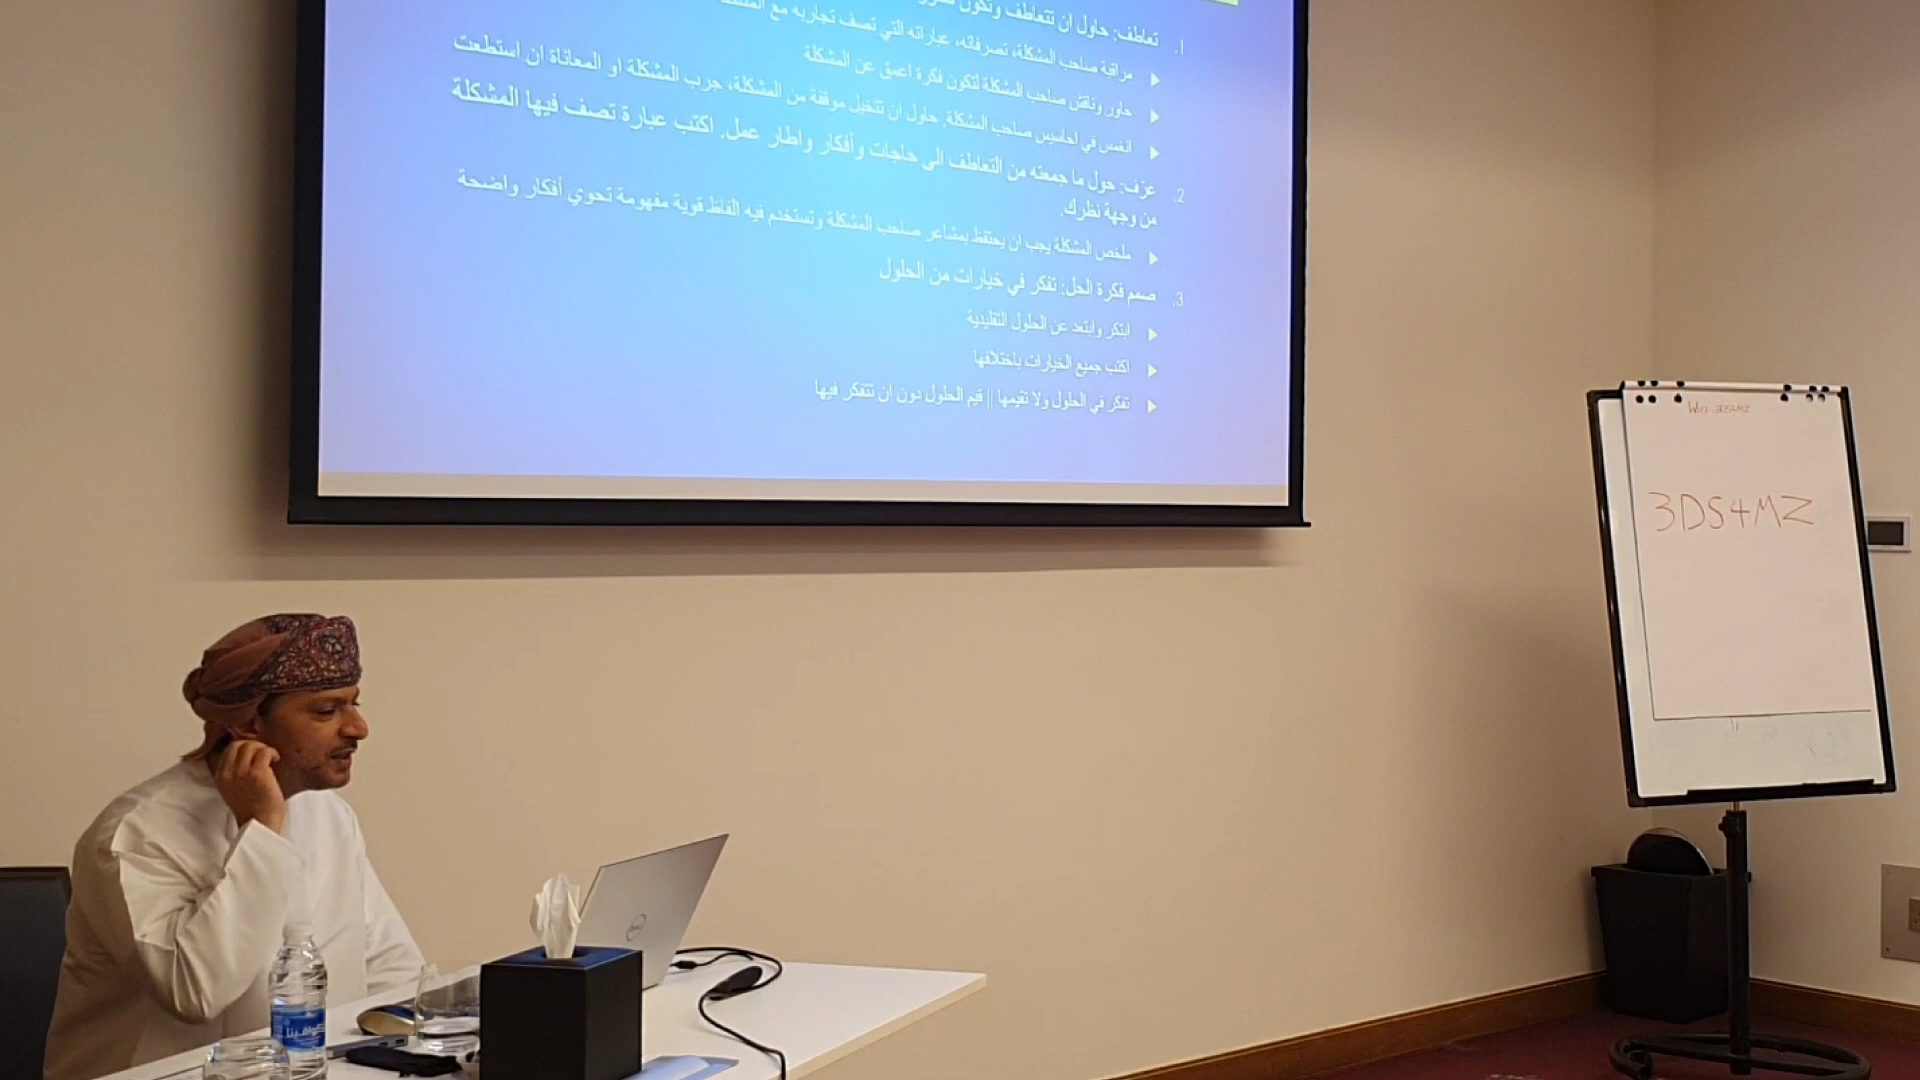 1. تعاطف: حاول ان تتعاطف وتكون
مراقبة صاحب المشكلة، تصرفاته، عباراته التي تصف تجاربه مع
حاور وناقش صاحب المشكلة لتكون فكرة اعمق عن المشكلة
انغمس في احاسيس صاحب المشكلة. حاول ان تتخيل موقفة من المشكلة، جرب المشكلة او المعاناة ان استطعت
2. عرّف: حول ما جمعته من التعاطف الى حاجات وأفكار واطار عمل. اكتب عبارة تصف فيها المشكلة
من وجهة نظرك.
ملخص المشكلة يجب ان يحتفظ بمشاعر صاحب المشكلة وتستخدم فيه الفاظ قوية مفهومة تحوي أفكار واضحة
3. صمم فكرة الحل: تفكر في خيارات من الحلول
ابتكر وابتعد عن الحلول التقليدية
اكتب جميع الخيارات باختلافها
تفكر في الحلول ولا تقيمها || قيم الحلول دون ان تتفكر فيها
3DS4MZ
DELL